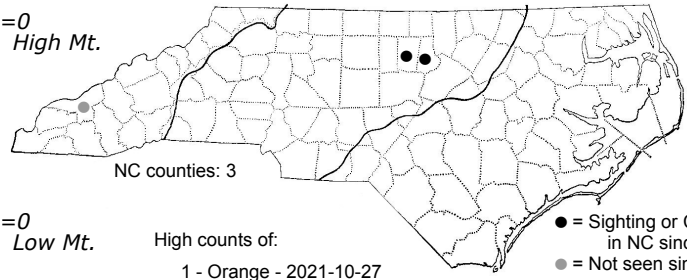 =0
High Mt.
NC counties: 3
=0
Low Mt.
High counts of:
1 - Orange - 2021-10-27
● = Sighting or
in NC sinc
● = Not seen sin